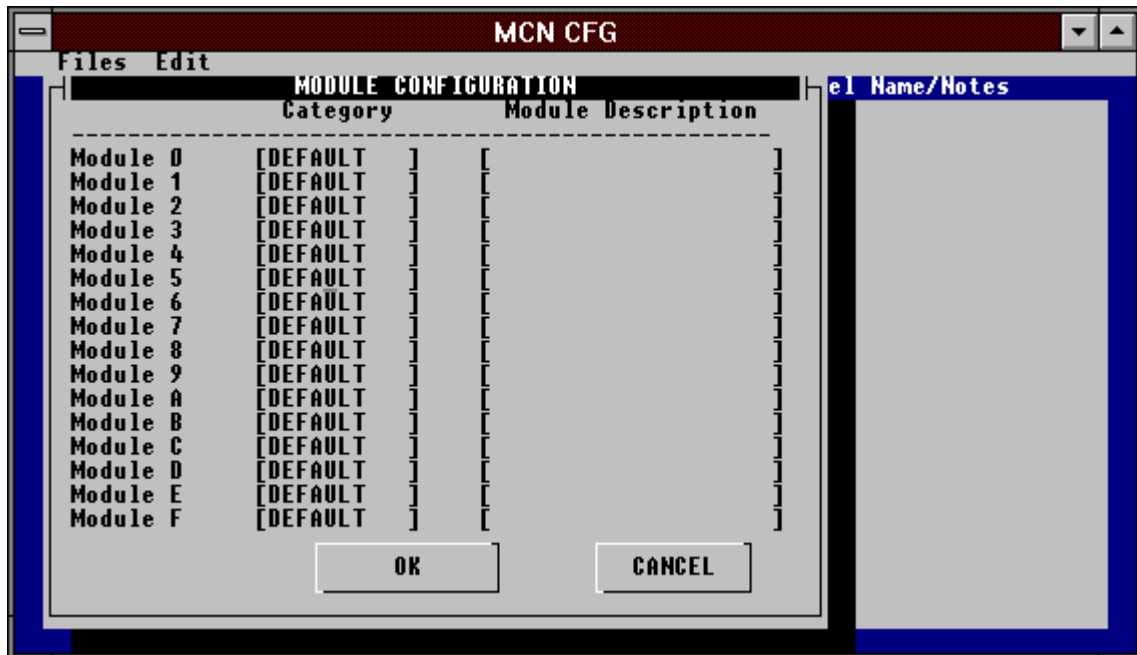 MCN CFG
Files Edit
MODULE CONFIGURATION
el Name/Notes
Category Module Description
----------------------------------------------------
Module 0 [DEFAULT ] [ ]
Module 1 [DEFAULT ] [ ]
Module 2 [DEFAULT ] [ ]
Module 3 [DEFAULT ] [ ]
Module 4 [DEFAULT ] [ ]
Module 5 [DEFAULT ] [ ]
Module 6 [DEFAULT ] [ ]
Module 7 [DEFAULT ] [ ]
Module 8 [DEFAULT ] [ ]
Module 9 [DEFAULT ] [ ]
Module A [DEFAULT ] [ ]
Module B [DEFAULT ] [ ]
Module C [DEFAULT ] [ ]
Module D [DEFAULT ] [ ]
Module E [DEFAULT ] [ ]
Module F [DEFAULT ] [ ]
OK CANCEL